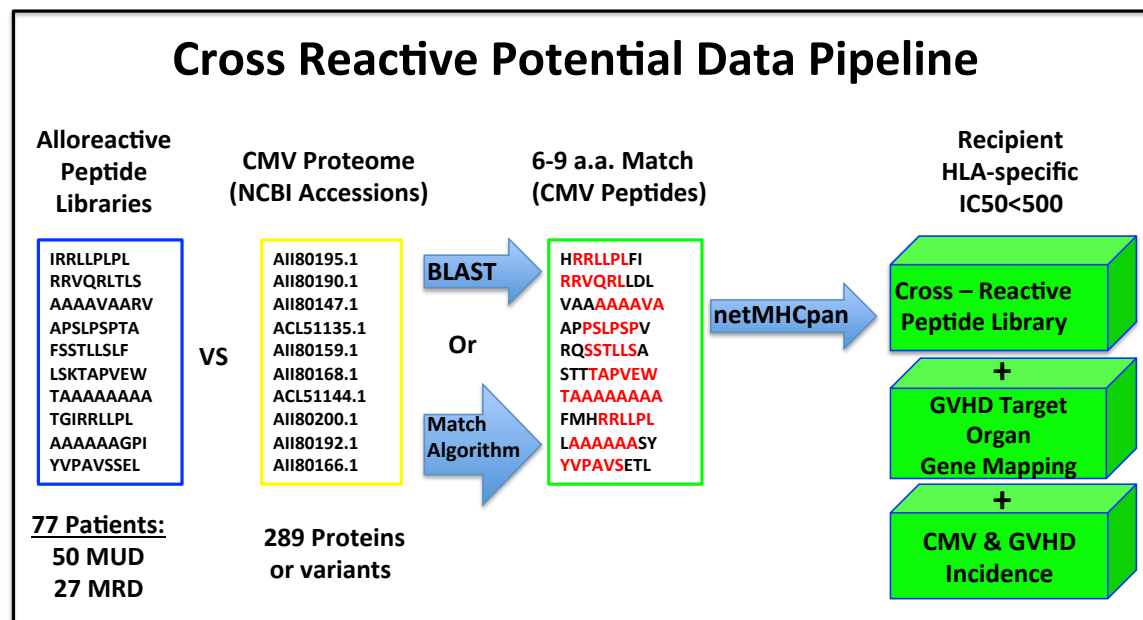 Cross Reactive Potential Data Pipeline
Alloreactive
Peptide
Libraries
IRRLLPLPL
RRVQRLTLS
AAAAVAARV
APSLPSPTA
FSSTLLSLF
LSKTAPVEW
TAAAAAAAA
TGIRRLLPL
AAAAAAGPI
YVPAVSSEL
77 Patients:
50 MUD
27 MRD
VS
CMV Proteome
(NCBI Accessions)
AII80195.1
AII80190.1
AII80147.1
ACL51135.1
AII80159.1
AII80168.1
ACL51144.1
AII80200.1
AII80192.1
AII80166.1
289 Proteins
or variants
BLAST
Or
Match
Algorithm
6-9 a.a. Match
(CMV Peptides)
HRRLLPLFI
RRVQRLLDL
VAAAAAAVA
APPSLPSPV
RQSSTLLSA
STTTAPVEW
TAAAAAAAA
FMHRRLLPL
LAAAAAASY
YVPAVSETL
netMHCpan
Recipient
HLA-specific
IC50<500
Cross – Reactive
Peptide Library
+
GVHD Target
Organ
Gene Mapping
+
CMV & GVHD
Incidence